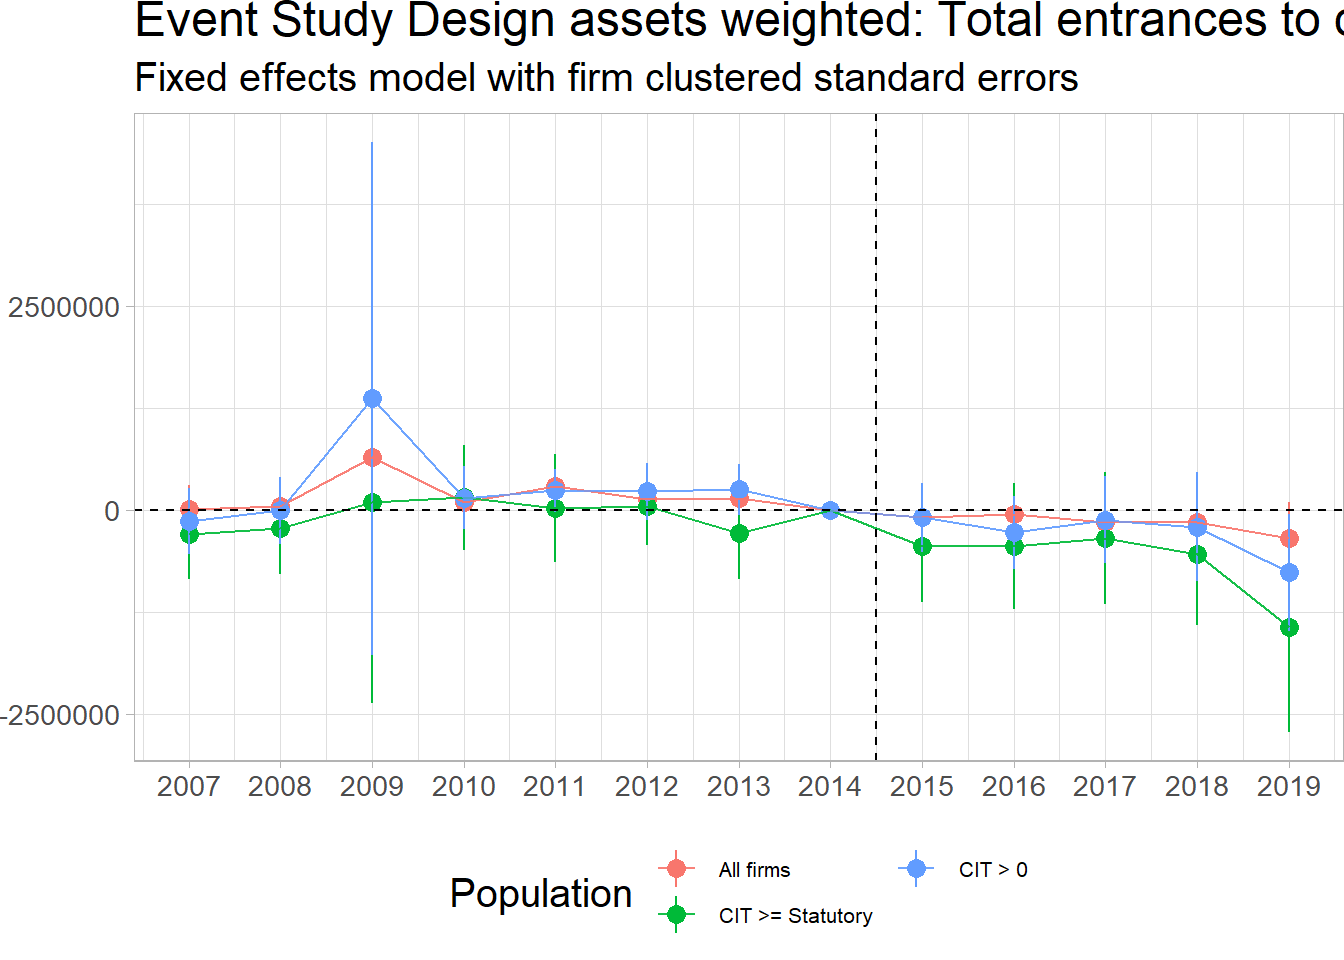 Event Study Design assets weighted: Total entrances to
Fixed effects model with firm clustered standard errors
2500000
0
-2500000
2007 2008 2009 2010 2011 2012 2013 2014 2015 2016 2017 2018 2019
Population
All firms
CIT > 0
CIT >= Statutory